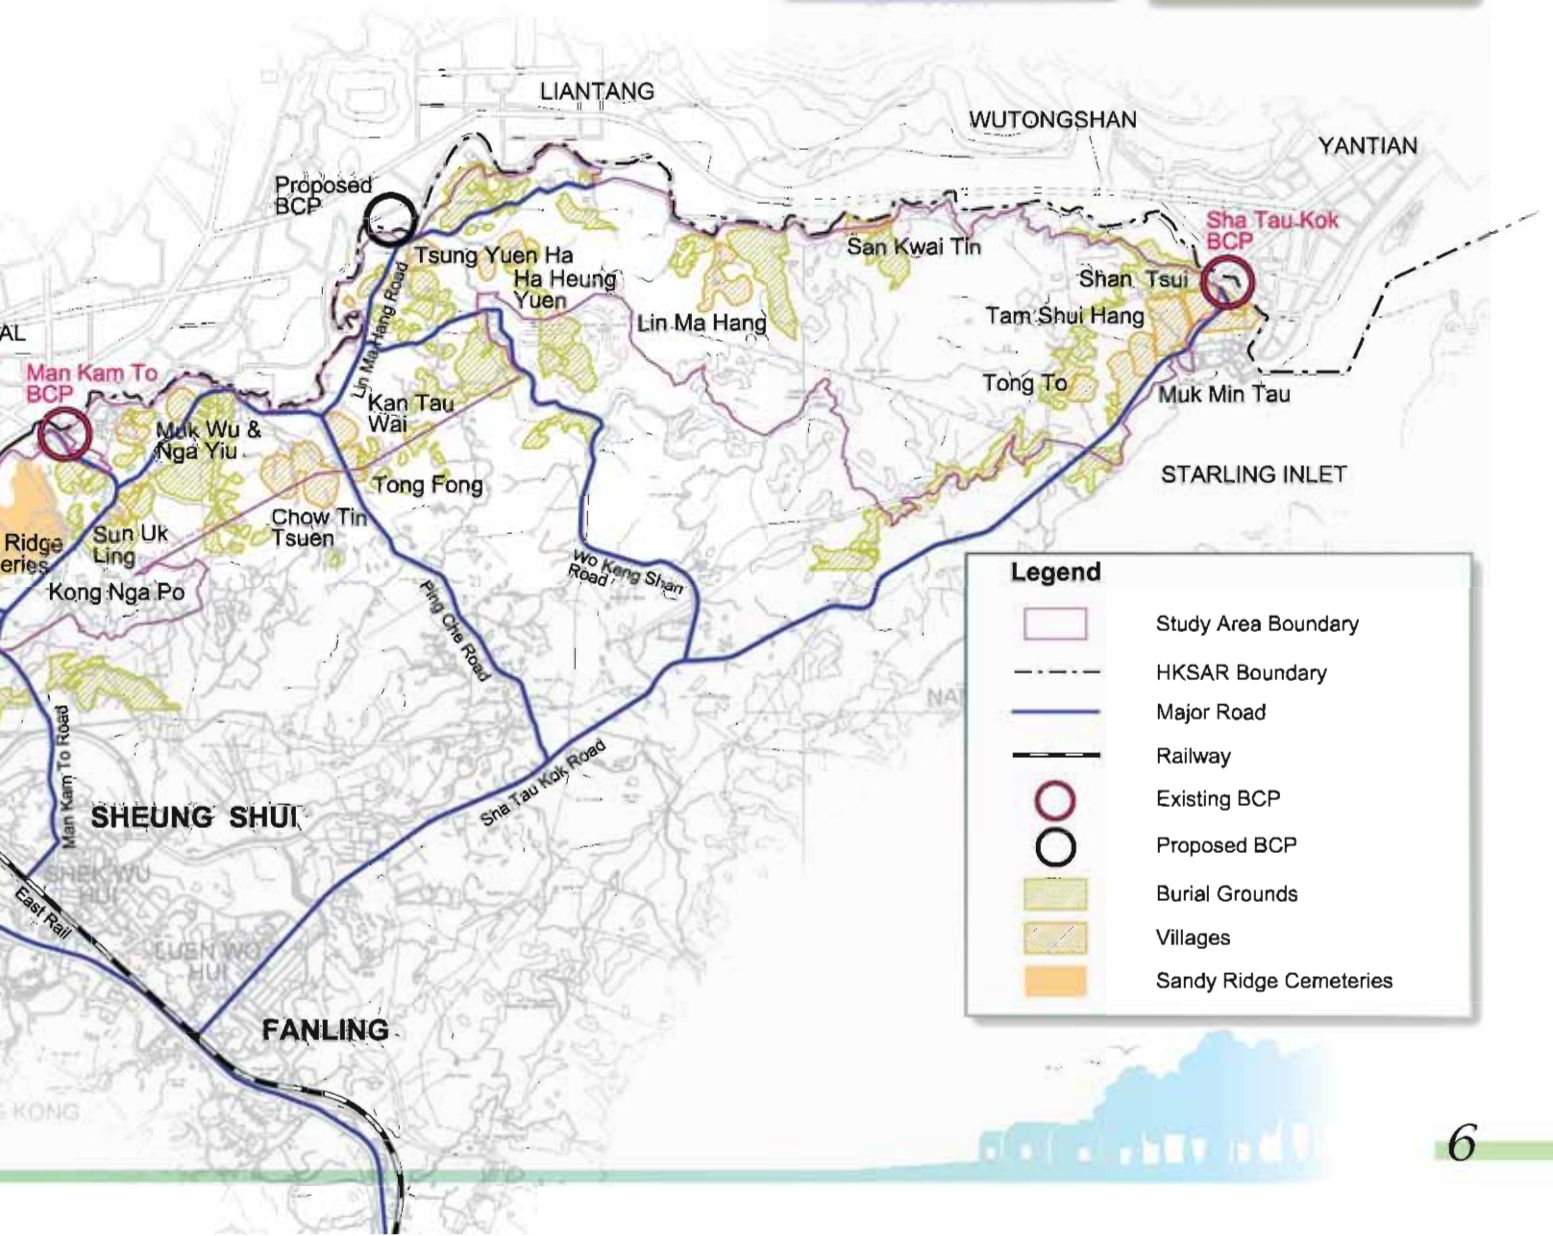 LIANTANG
WUTONGSHAN
YANTIAN
Proposed
BCP
Sha Tau Kok
BCP
Tsung Yuen Ha
San Kwai Tin
Ha Heung
Yuen
Shan Tsui
Lin Ma Hang Road
Lin Ma Hang
Tam Shui Hang
AL
Man Kam To
BCP
Tong To
Muk Min Tau
Kan Tau
Wai
Muk Wu &
Nga Yiu
STARLING INLET
Tong Fong
Chow Tin
Tsuen
Sun Uk
Ling
Ridge
eries
Kong Nga Po
Wo Keng Shan
Road
Ping Che Road
NAM
Man Kam To Road
Sha Tau Kok Road
SHEUNG SHUI
SHEK WU
HUI
East Rail
LUEN WO
HUI
FANLING
KONG
Legend
Study Area Boundary
HKSAR Boundary
Major Road
Railway
Existing BCP
Proposed BCP
Burial Grounds
Villages
Sandy Ridge Cemeteries
6